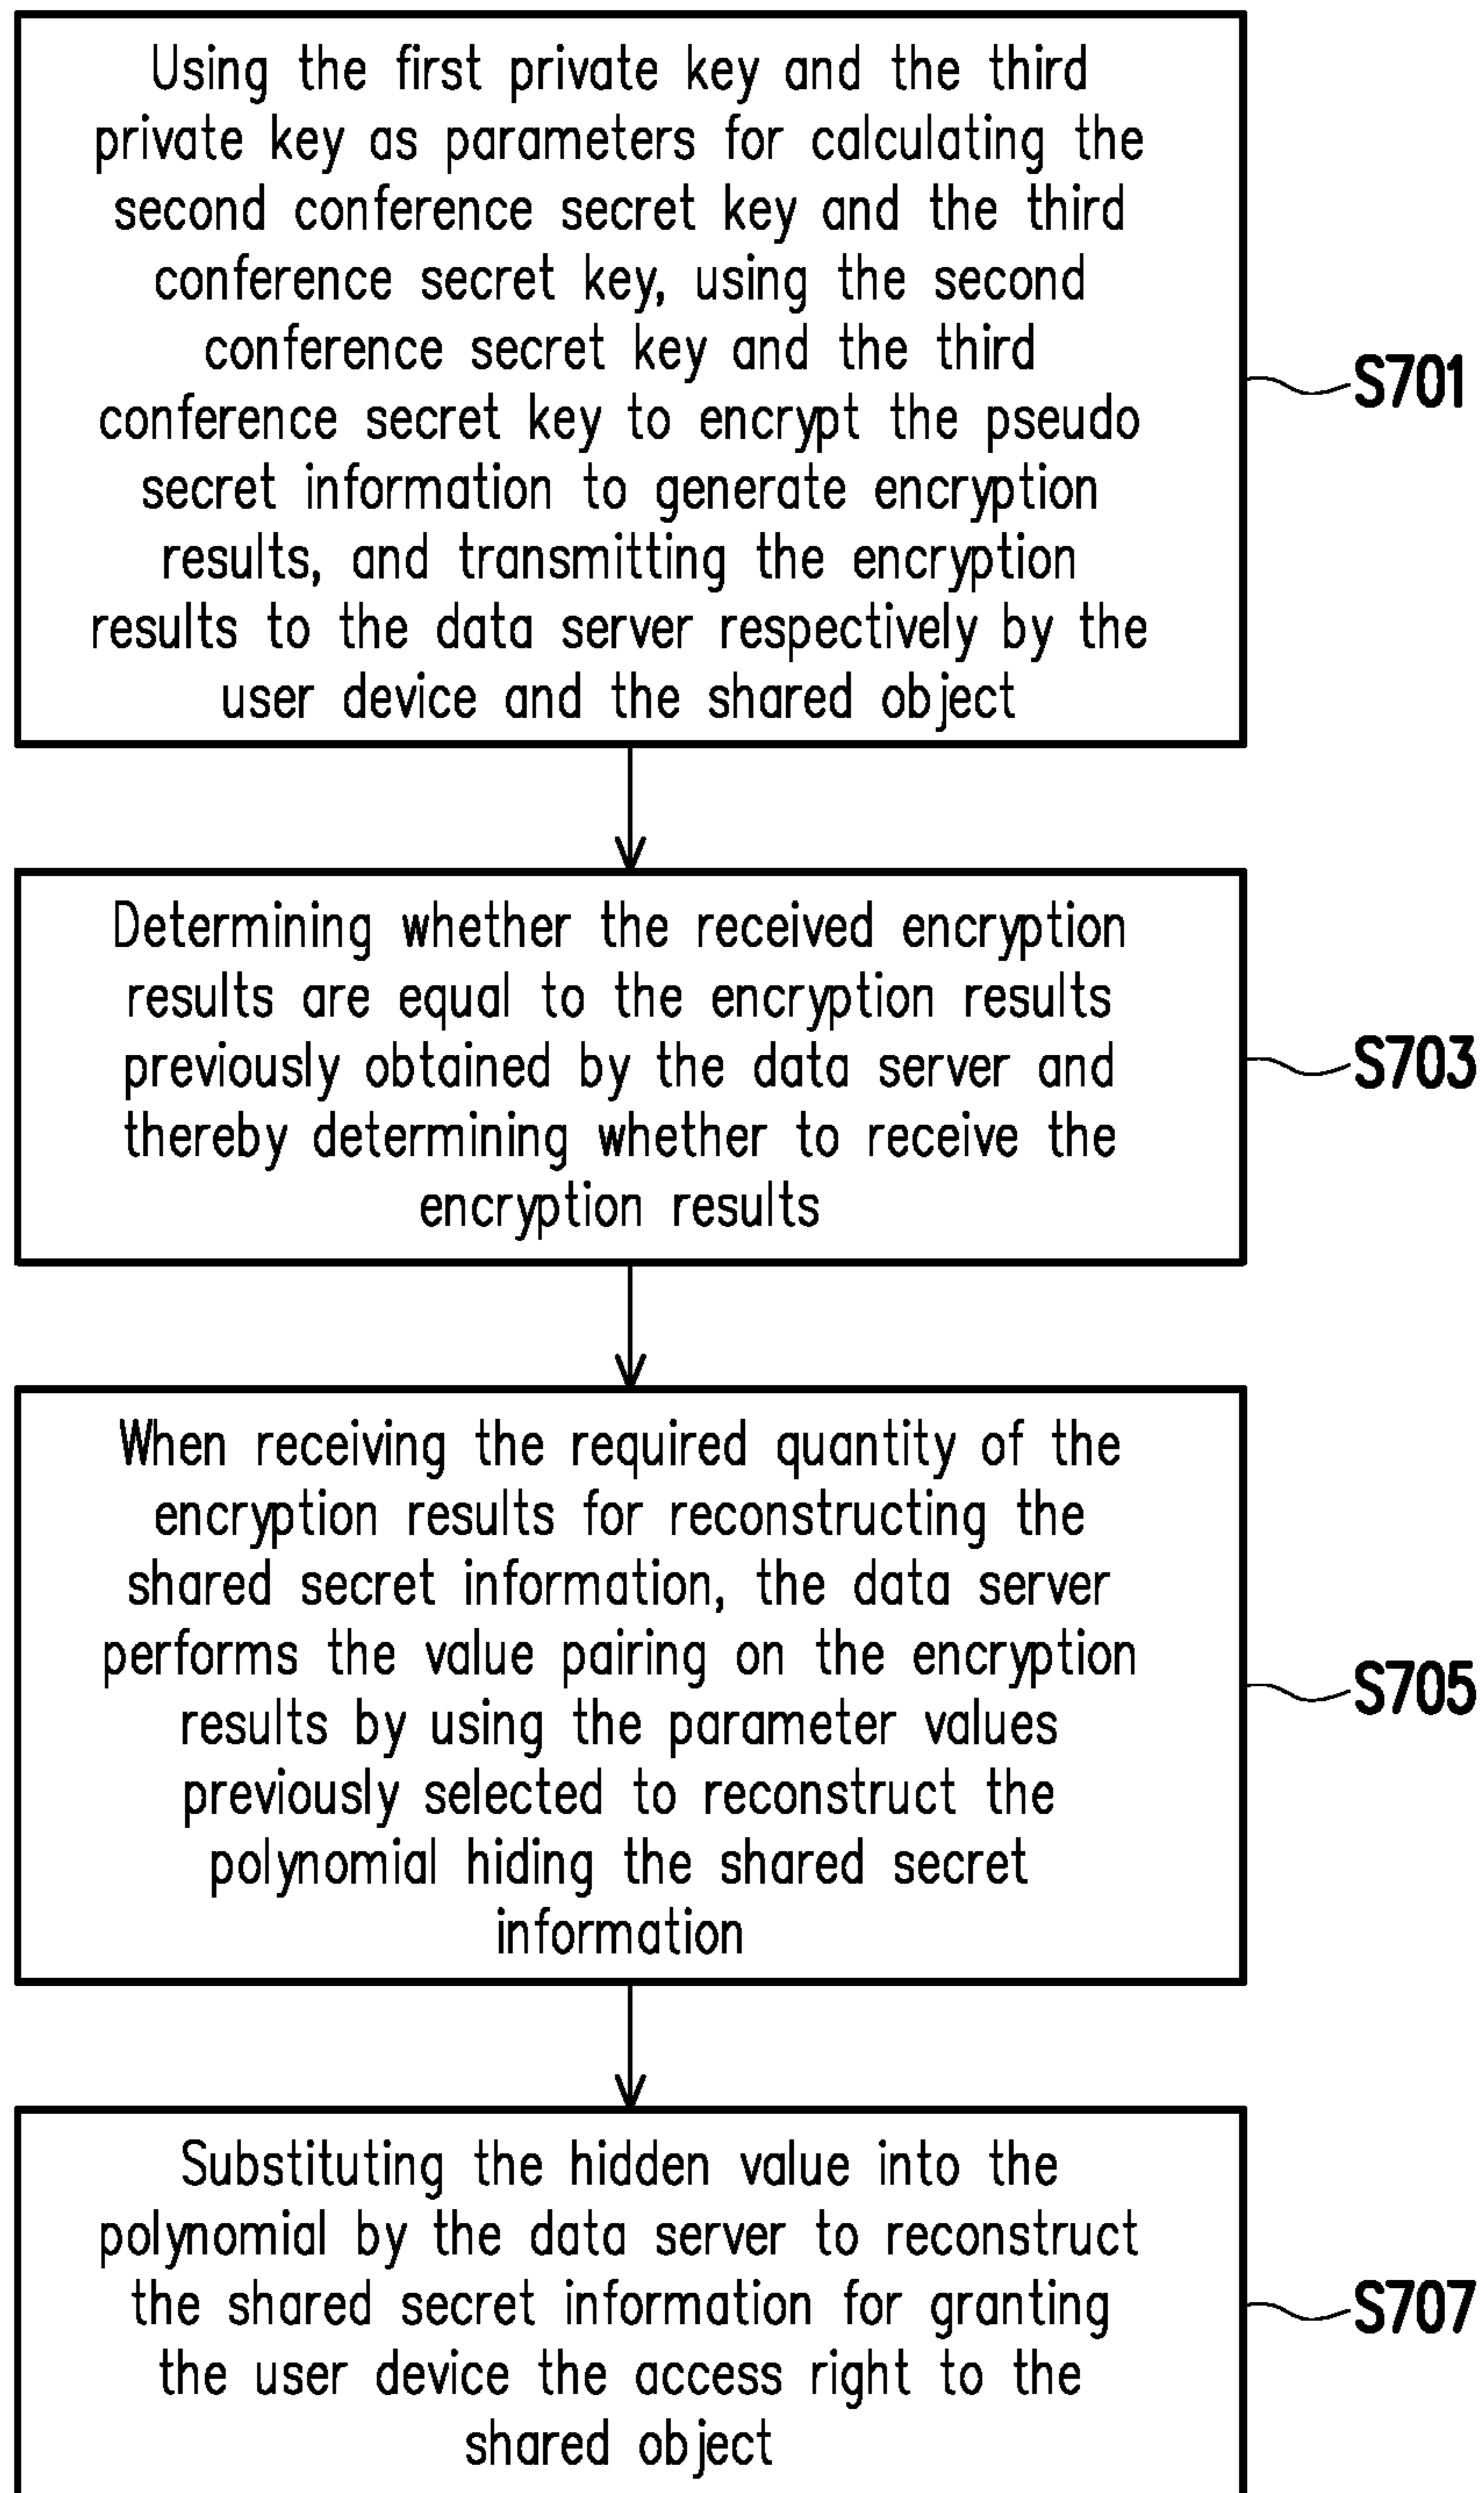 Using the first private key and the third
private key as parameters for calculating the
second conference secret key and the third
conference secret key, using the second
conference secret key and the third
conference secret key to encrypt the pseudo
secret information to generate encryption
results, and transmitting the encryption
results to the data server respectively by the
user device and the shared object
S701
Determining whether the received encryption
results are equal to the encryption results
previously obtained by the data server and
thereby determining whether to receive the
encryption results
S703
When receiving the required quantity of the
encryption results for reconstructing the
shared secret information, the data server
performs the value pairing on the encryption
results by using the parameter values
previously selected to reconstruct the
polynomial hiding the shared secret
information
S705
Substituting the hidden value into the
polynomial by the data server to reconstruct
the shared secret information for granting
the user device the access right to the
shared object
S707